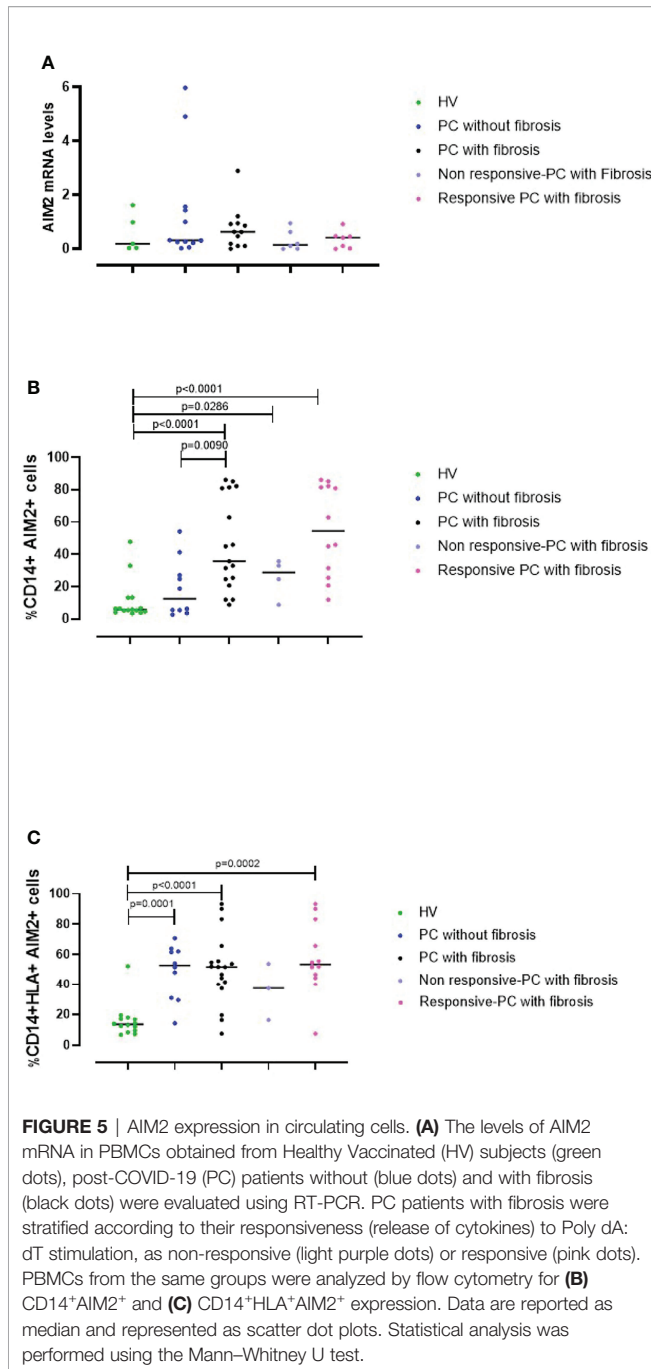 A
AIM2 mRNA levels
6
4
2
0
HV
PC without fibrosis
PC with fibrosis
Non responsive-PC with Fibrosis
Responsive PC with fibrosis
B
p<0.0001
p=0.0286
p<0.0001
p=0.0090
%CD14+ AIM2+ cells
100
80
60
40
20
0
HV
PC without fibrosis
PC with fibrosis
Non responsive-PC with fibrosis
Responsive PC with fibrosis
C
p=0.0002
p<0.0001
p=0.0001
%CD14+HLA+ AIM2+ cells
100
80
60
40
20
0
HV
PC without fibrosis
PC with fibrosis
Non responsive-PC with fibrosis
Responsive-PC with fibrosis
FIGURE 5 | AIM2 expression in circulating cells. (A) The levels of AIM2
mRNA in PBMCs obtained from Healthy Vaccinated (HV) subjects (green
dots), post-COVID-19 (PC) patients without (blue dots) and with fibrosis
(black dots) were evaluated using RT-PCR. PC patients with fibrosis were
stratified according to their responsiveness (release of cytokines) to Poly dA:
dT stimulation, as non-responsive (light purple dots) or responsive (pink dots).
PBMCs from the same groups were analyzed by flow cytometry for (B)
CD14⁺AIM2⁺ and (C) CD14⁺HLA⁺AIM2⁺ expression. Data are reported as
median and represented as scatter dot plots. Statistical analysis was
performed using the Mann–Whitney U test.